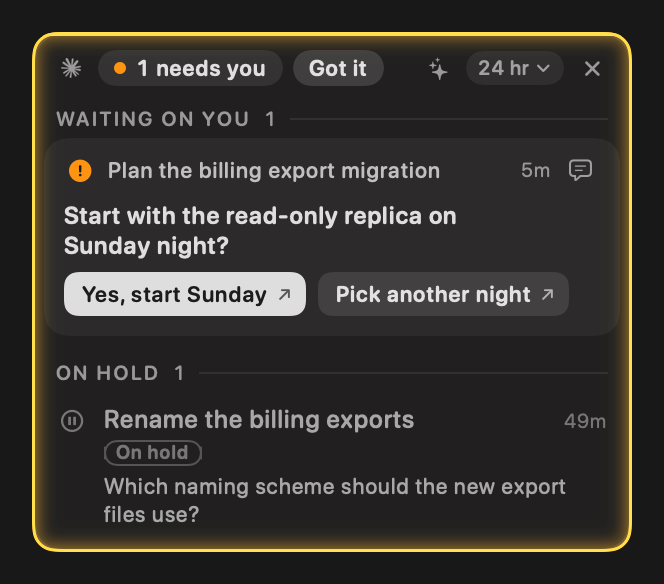 1 needs you
Got it
24 hr
WAITING ON YOU 1
! Plan the billing export migration 5m
Start with the read-only replica on
Sunday night?
Yes, start Sunday
Pick another night
ON HOLD 1
Rename the billing exports 49m
On hold
Which naming scheme should the new export
files use?